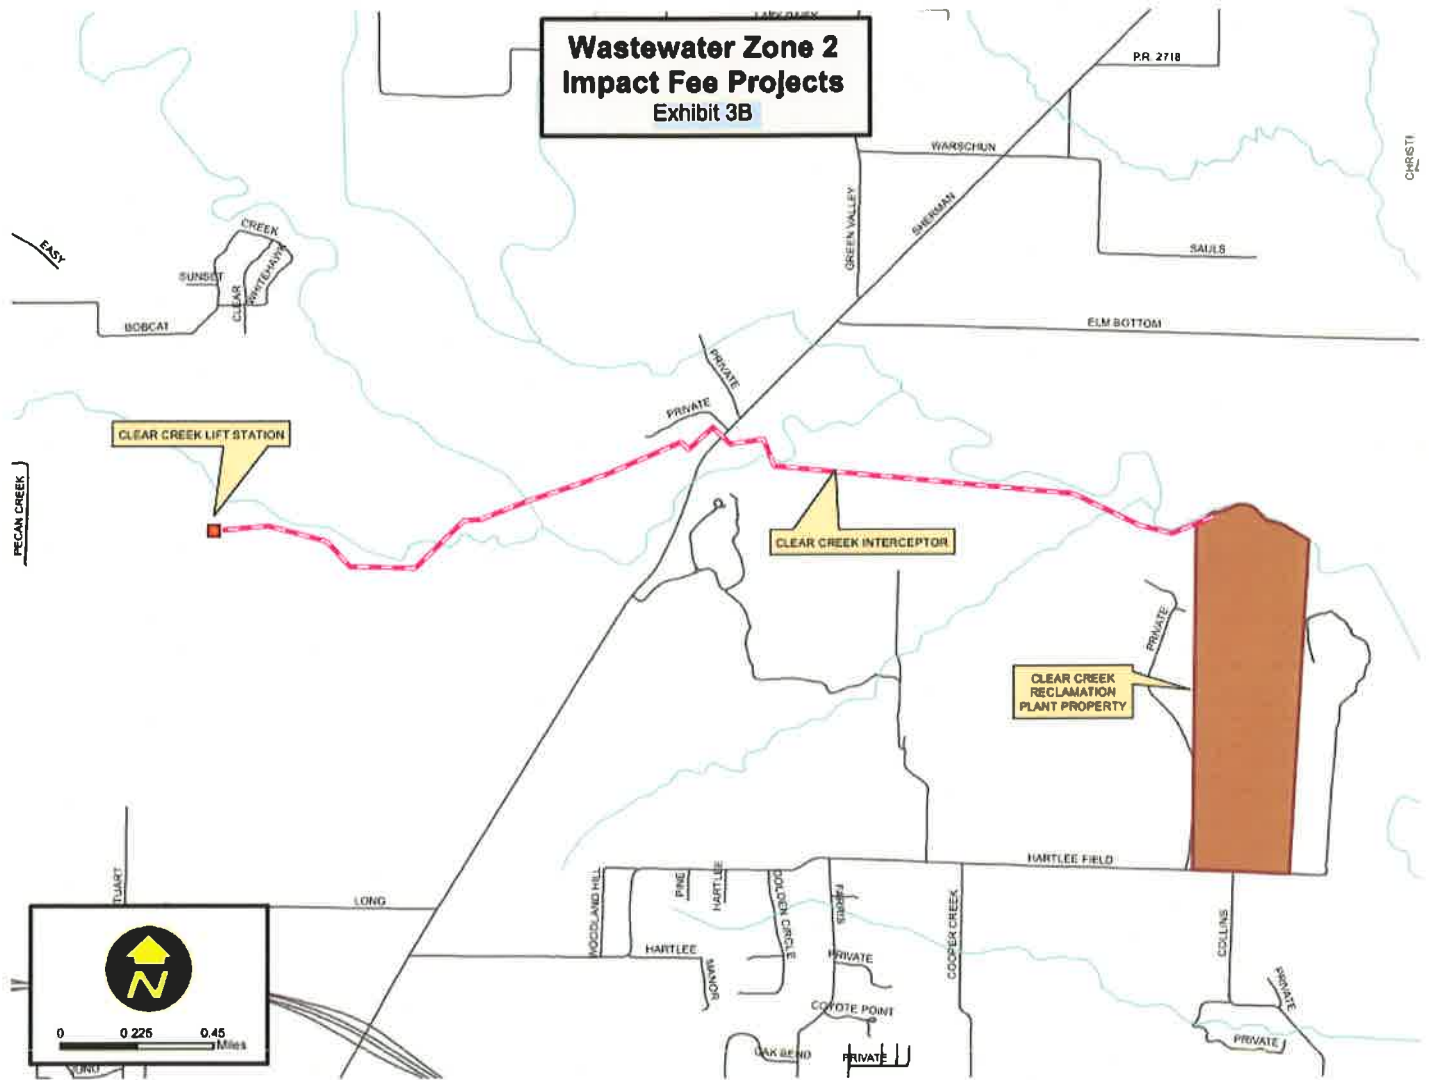 Wastewater Zone 2
Impact Fee Projects
Exhibit 3B
P.R. 2718
WARSCHUN
CHRISTI
GREEN VALLEY
SHERMAN
SAULS
EASY
CREEK
SUNSET
WHITEHAWK
CLEAR
BOBCAT
ELM BOTTOM
PRIVATE
PRIVATE
CLEAR CREEK LIFT STATION
PECAN CREEK
CLEAR CREEK INTERCEPTOR
PRIVATE
CLEAR CREEK
RECLAMATION
PLANT PROPERTY
HARTLEE FIELD
TUART
LONG
WOODLAND HILL
PINE
HARTLEE
GOLDEN CIRCLE
FARRIS
COOPER CREEK
COLLINS
HARTLEE
MANOR
PRIVATE
PRIVATE
COYOTE POINT
N
0 0.225 0.45
Miles
OAK BEND
PRIVATE
PRIVATE